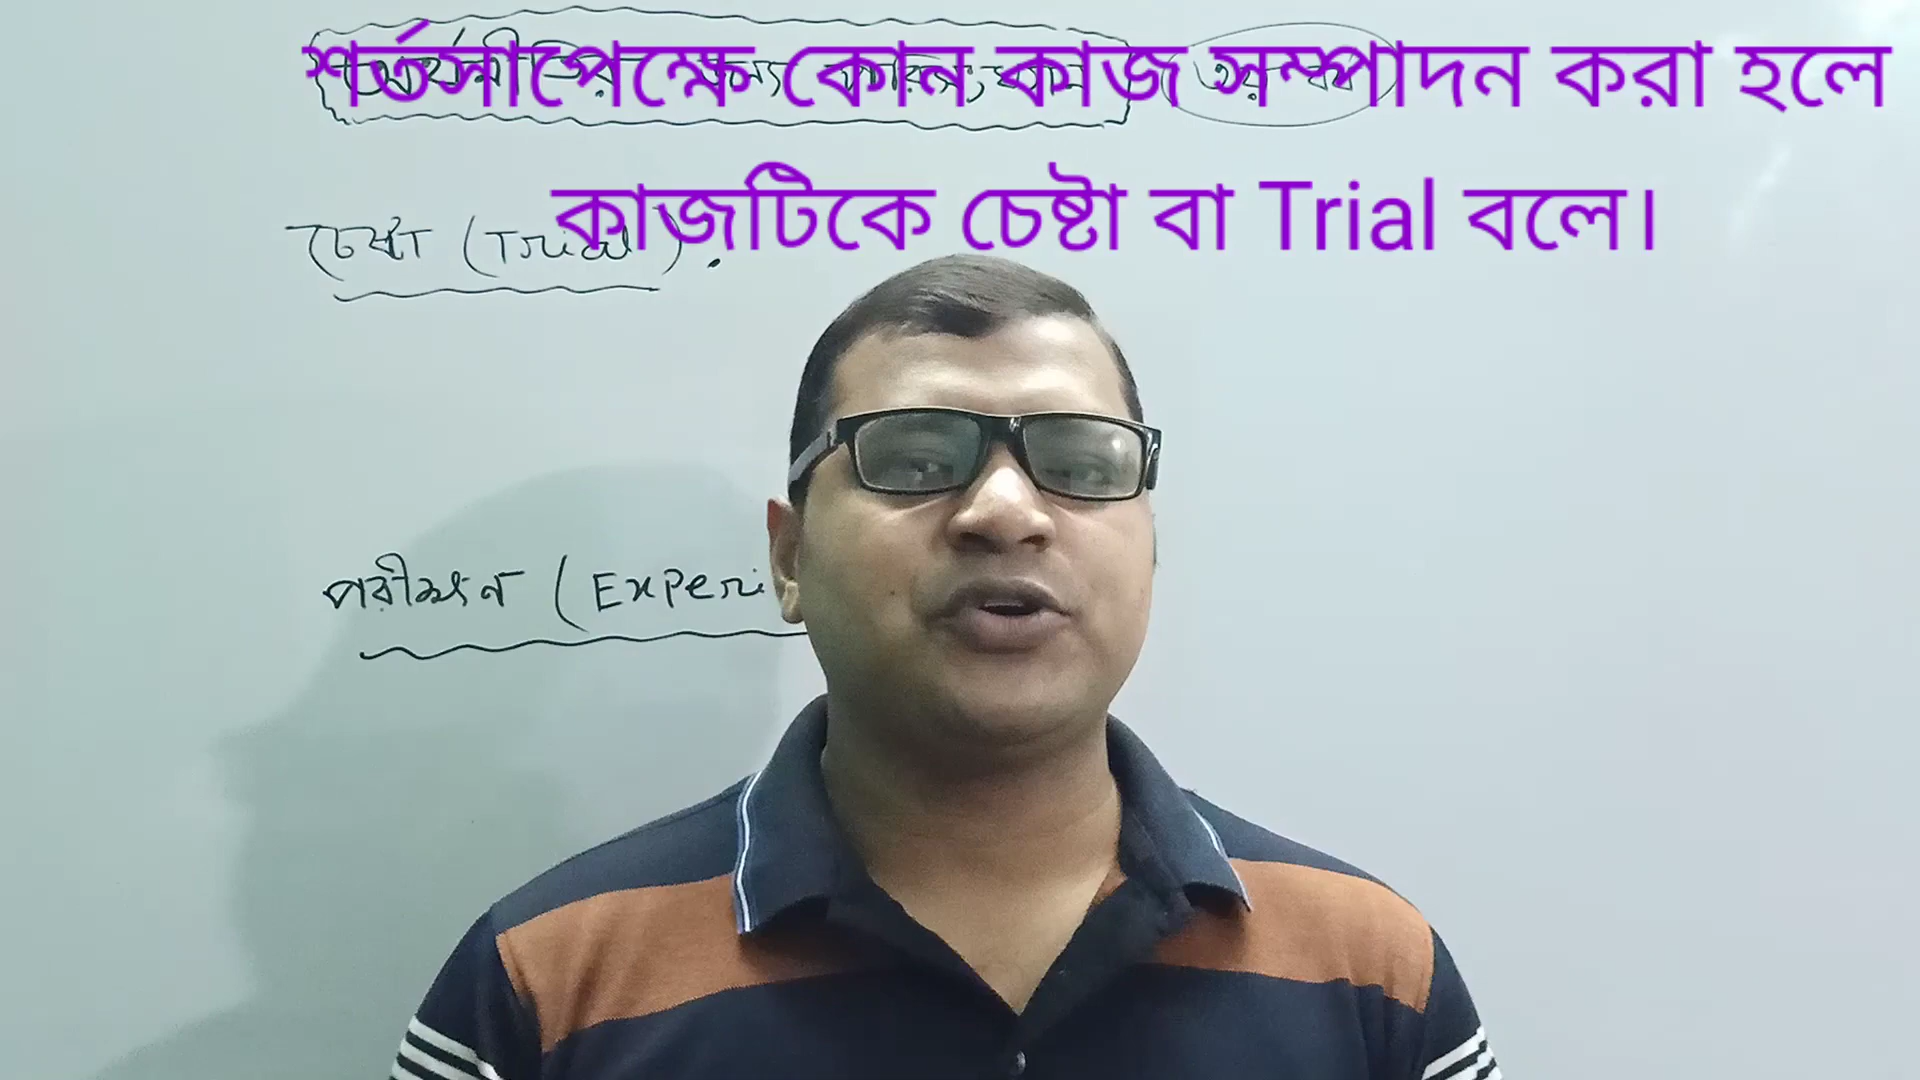 শর্তসাপেক্ষে কোন কাজ সম্পাদন করা হলে
কাজটিকে চেষ্টা বা Trial বলে।
চেষ্টা (Trial).
পরীক্ষণ (Experi